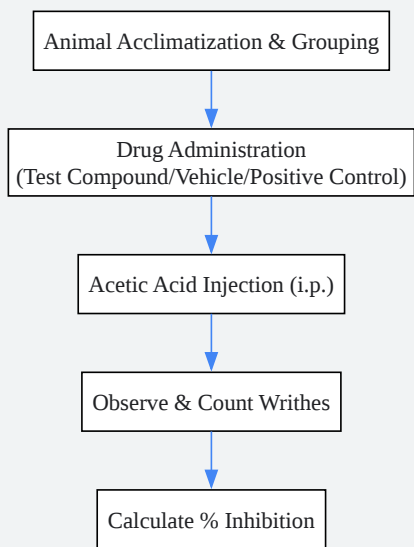 Animal Acclimatization & Grouping
Drug Administration
(Test Compound/Vehicle/Positive Control)
Acetic Acid Injection (i.p.)
Observe & Count Writhes
Calculate % Inhibition